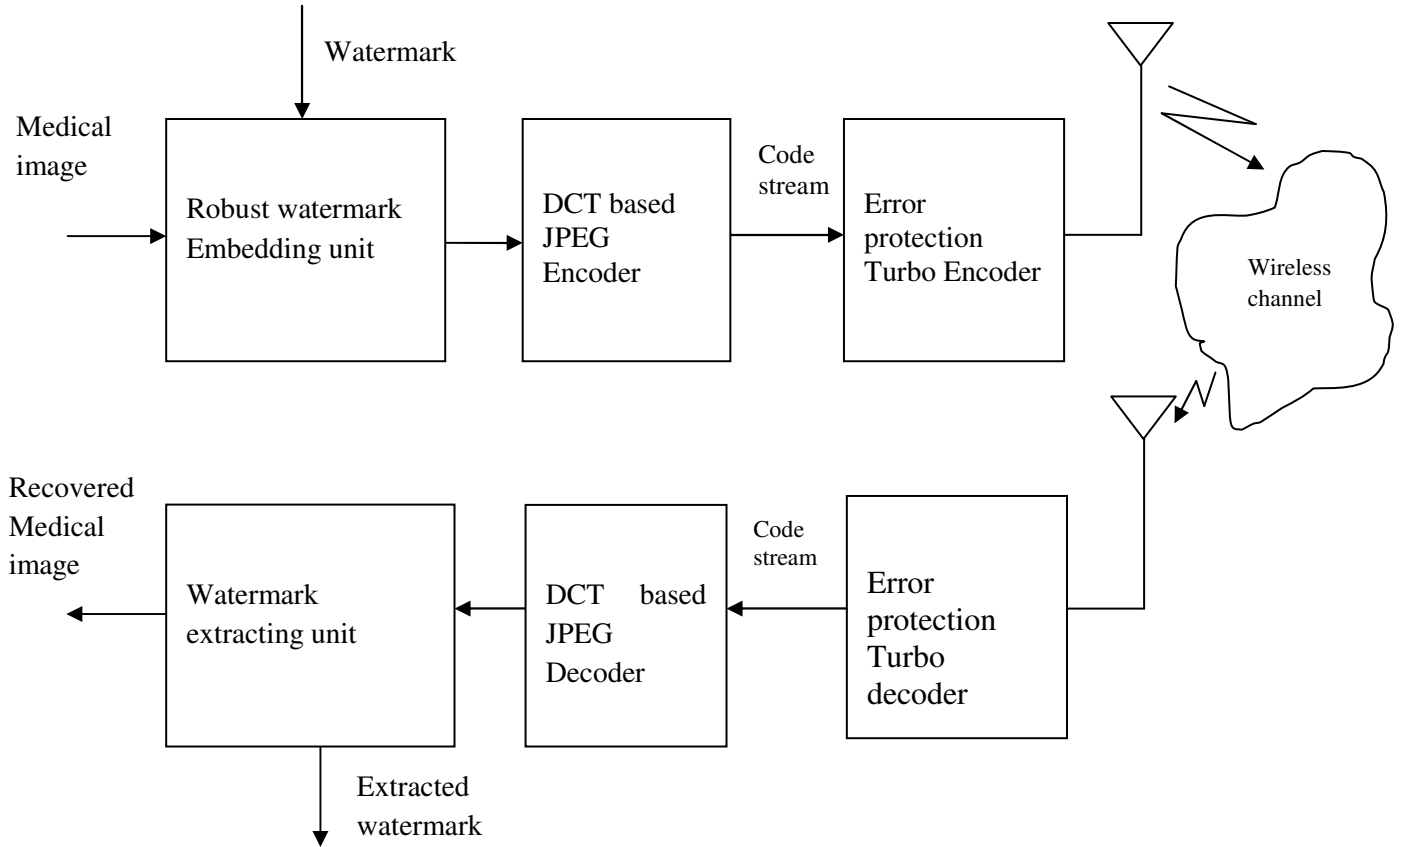 Watermark
Medical
image
Robust watermark
Embedding unit
DCT based
JPEG
Encoder
Code
stream
Error
protection
Turbo Encoder
Wireless
channel
Recovered
Medical
image
Watermark
extracting unit
DCT based
JPEG
Decoder
Code
stream
Error
protection
Turbo
decoder
Extracted
watermark